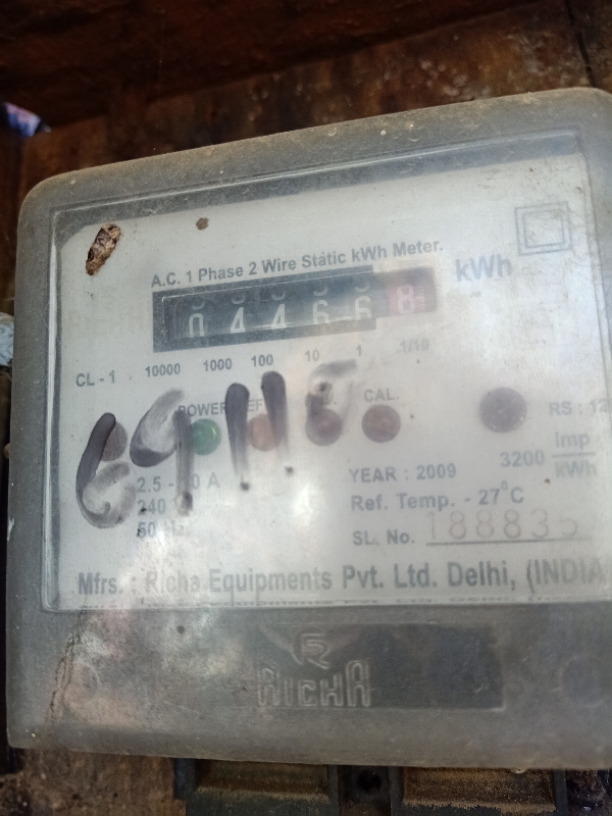 A.C. 1 Phase 2 Wire Static kWh Meter.
0 4 4 6 6 8 kWh
CL - 1 10000 1000 100 10 1 1/10
POWER CAL.
RS : 12
3200 Imp
kWh
2.5 - A
240
50 Hz
YEAR : 2009
Ref. Temp. - 27°C
SL. No. 188835
Mfrs. : Richa Equipments Pvt. Ltd. Delhi, (INDIA
RICHA